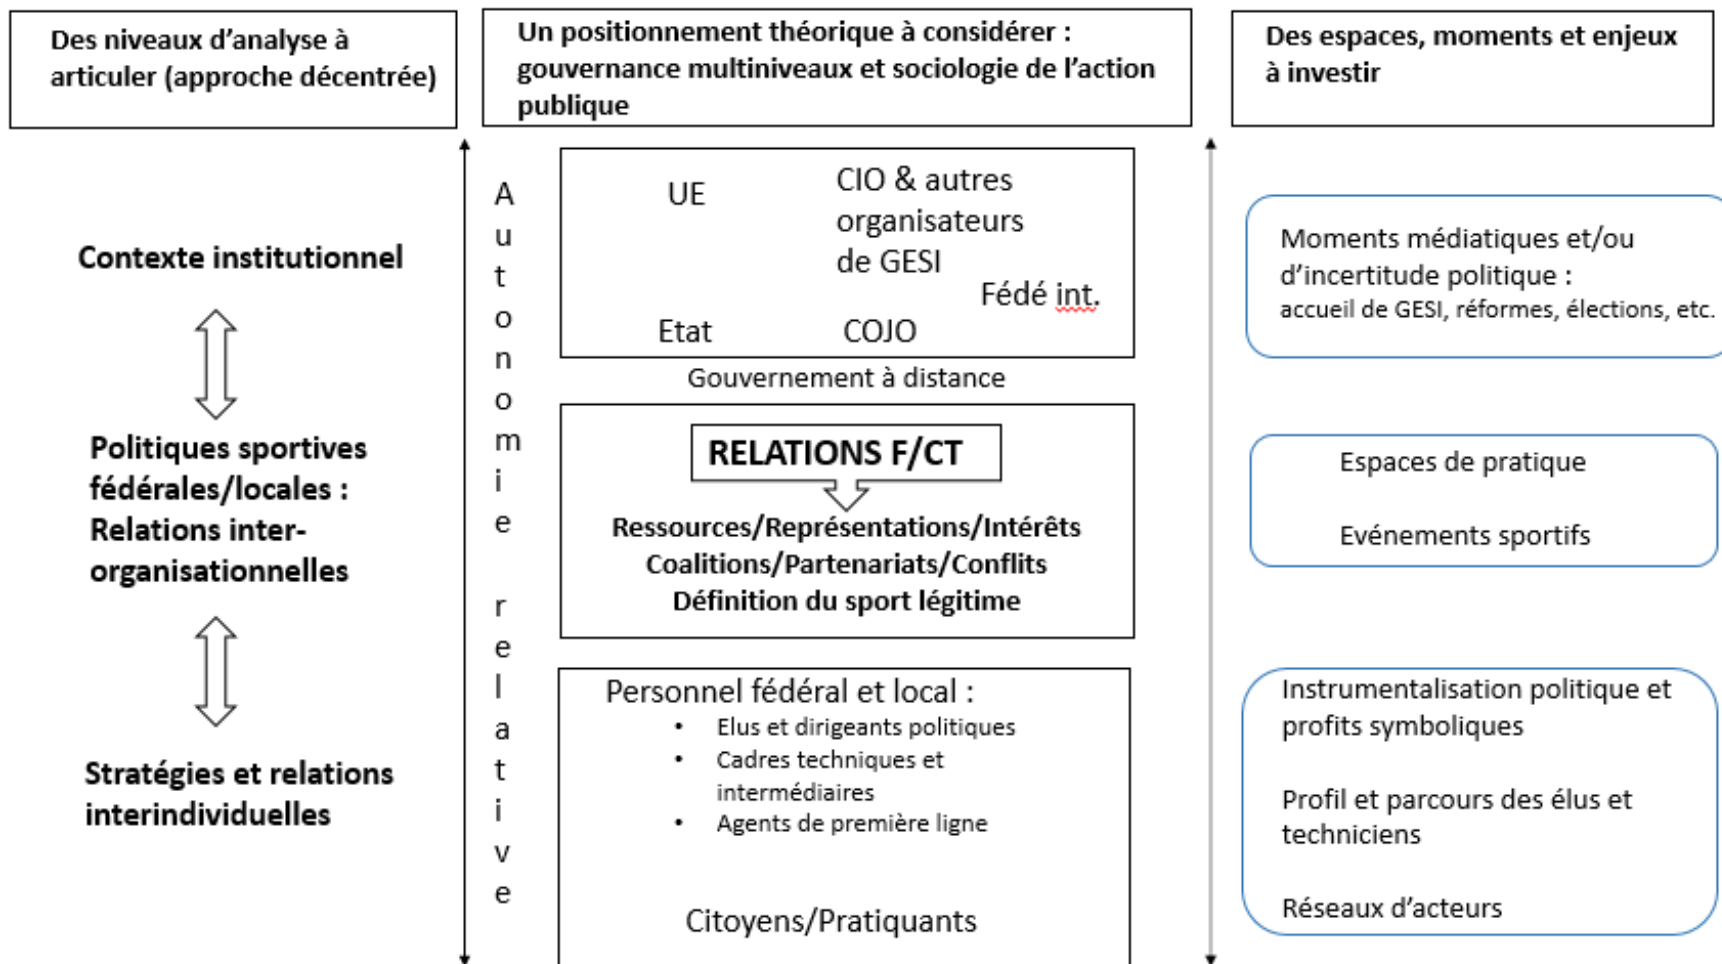 Des niveaux d'analyse à
articuler (approche décentrée)
Un positionnement théorique à considérer :
gouvernance multiniveaux et sociologie de l'action
publique
Des espaces, moments et enjeux
à investir
Contexte institutionnel
Politiques sportives
fédérales/locales :
Relations inter-
organisationnelles
Stratégies et relations
interindividuelles
Autonomie relative
UE
CIO & autres
organisateurs
de GESI
Fédé int.
Etat
COJO
Gouvernement à distance
RELATIONS F/CT
Ressources/Représentations/Intérêts
Coalitions/Partenariats/Conflits
Définition du sport légitime
Personnel fédéral et local :
• Elus et dirigeants politiques
• Cadres techniques et
intermédiaires
• Agents de première ligne
Citoyens/Pratiquants
Moments médiatiques et/ou
d'incertitude politique :
accueil de GESI, réformes, élections, etc.
Espaces de pratique
Evénements sportifs
Instrumentalisation politique et
profits symboliques
Profil et parcours des élus et
techniciens
Réseaux d'acteurs